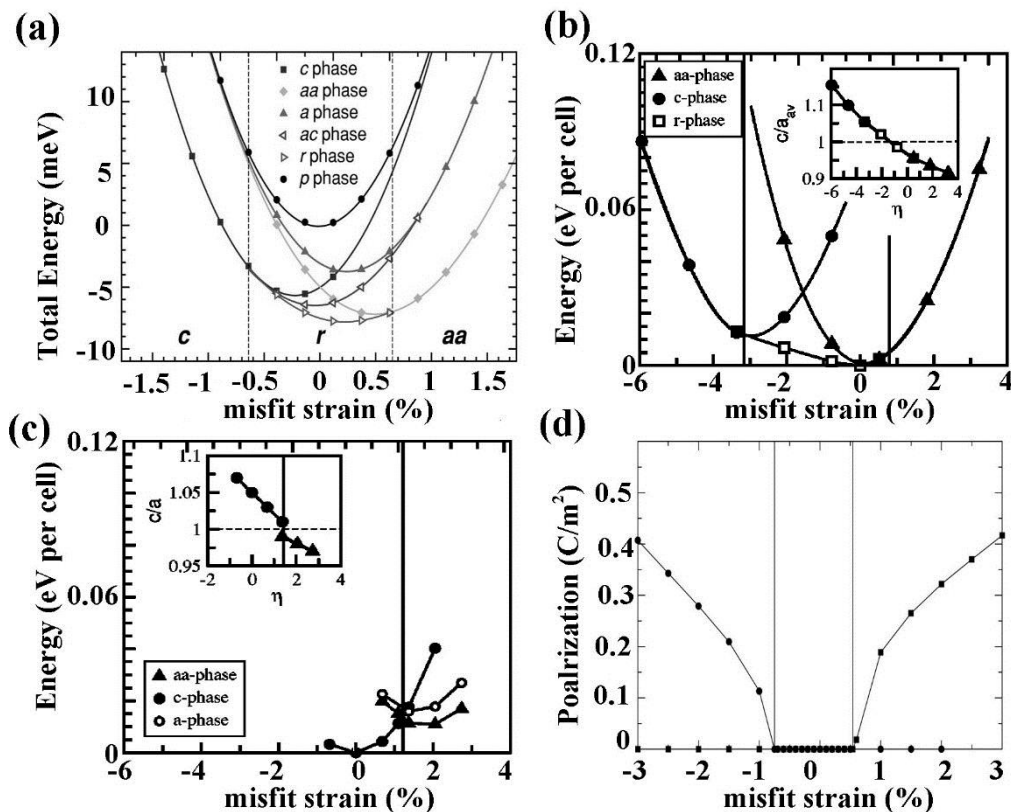 (a)
Total Energy (meV)
10
5
0
-5
-10
c phase
aa phase
a phase
ac phase
r phase
p phase
c
r
aa
-1.5
-1
-0.5
0
0.5
1
1.5
misfit strain (%)
(b)
Energy (eV per cell)
0.12
0.06
0
aa-phase
c-phase
r-phase
c/a_av
1.1
1
0.9
-6 -4 -2 0 2 4
η
-6 -4 -2 0 2 4
misfit strain (%)
(c)
Energy (eV per cell)
0.12
0.06
0
c/a
1.1
1.05
1
0.95
-2 0 2 4
η
aa-phase
c-phase
a-phase
-6 -4 -2 0 2 4
misfit strain (%)
(d)
Poalrization (C/m²)
0.5
0.4
0.3
0.2
0.1
0
-3 -2 -1 0 1 2 3
misfit strain (%)